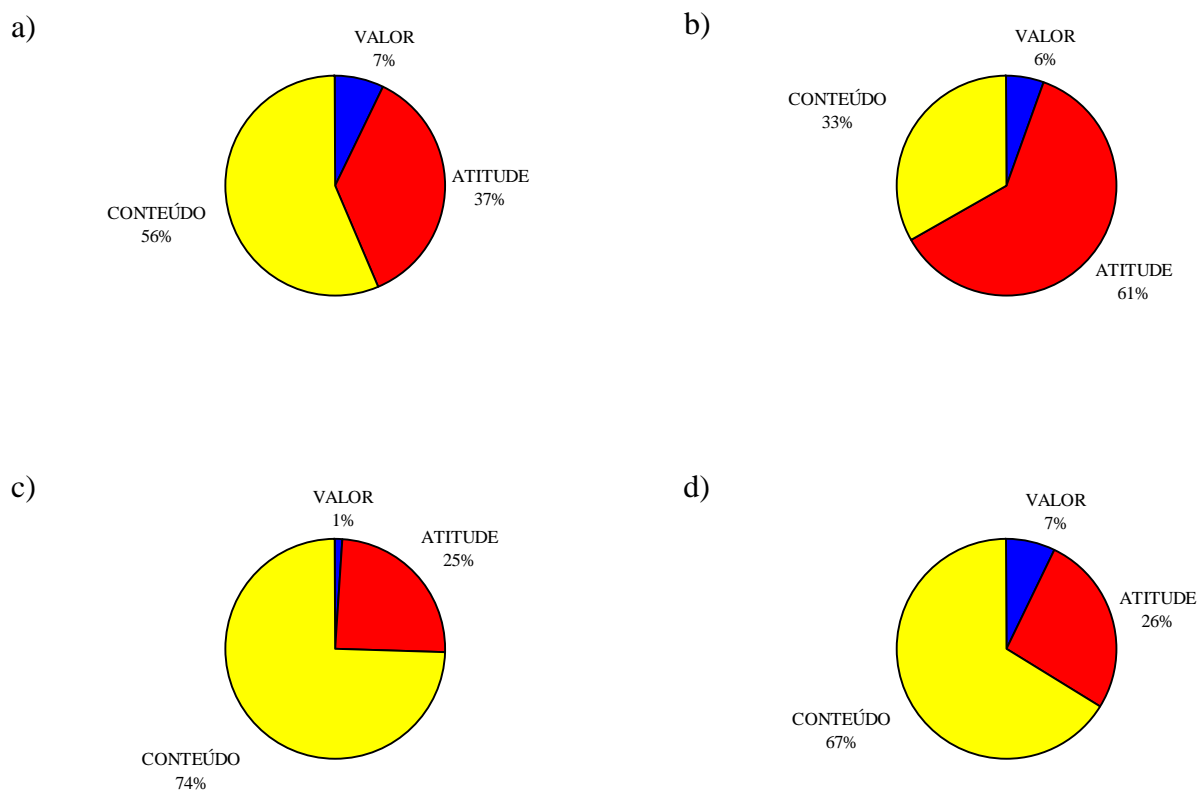 a)
VALOR
7%
ATITUDE
37%
CONTEÚDO
56%
b)
VALOR
6%
CONTEÚDO
33%
ATITUDE
61%
c)
VALOR
1%
ATITUDE
25%
CONTEÚDO
74%
d)
VALOR
7%
ATITUDE
26%
CONTEÚDO
67%